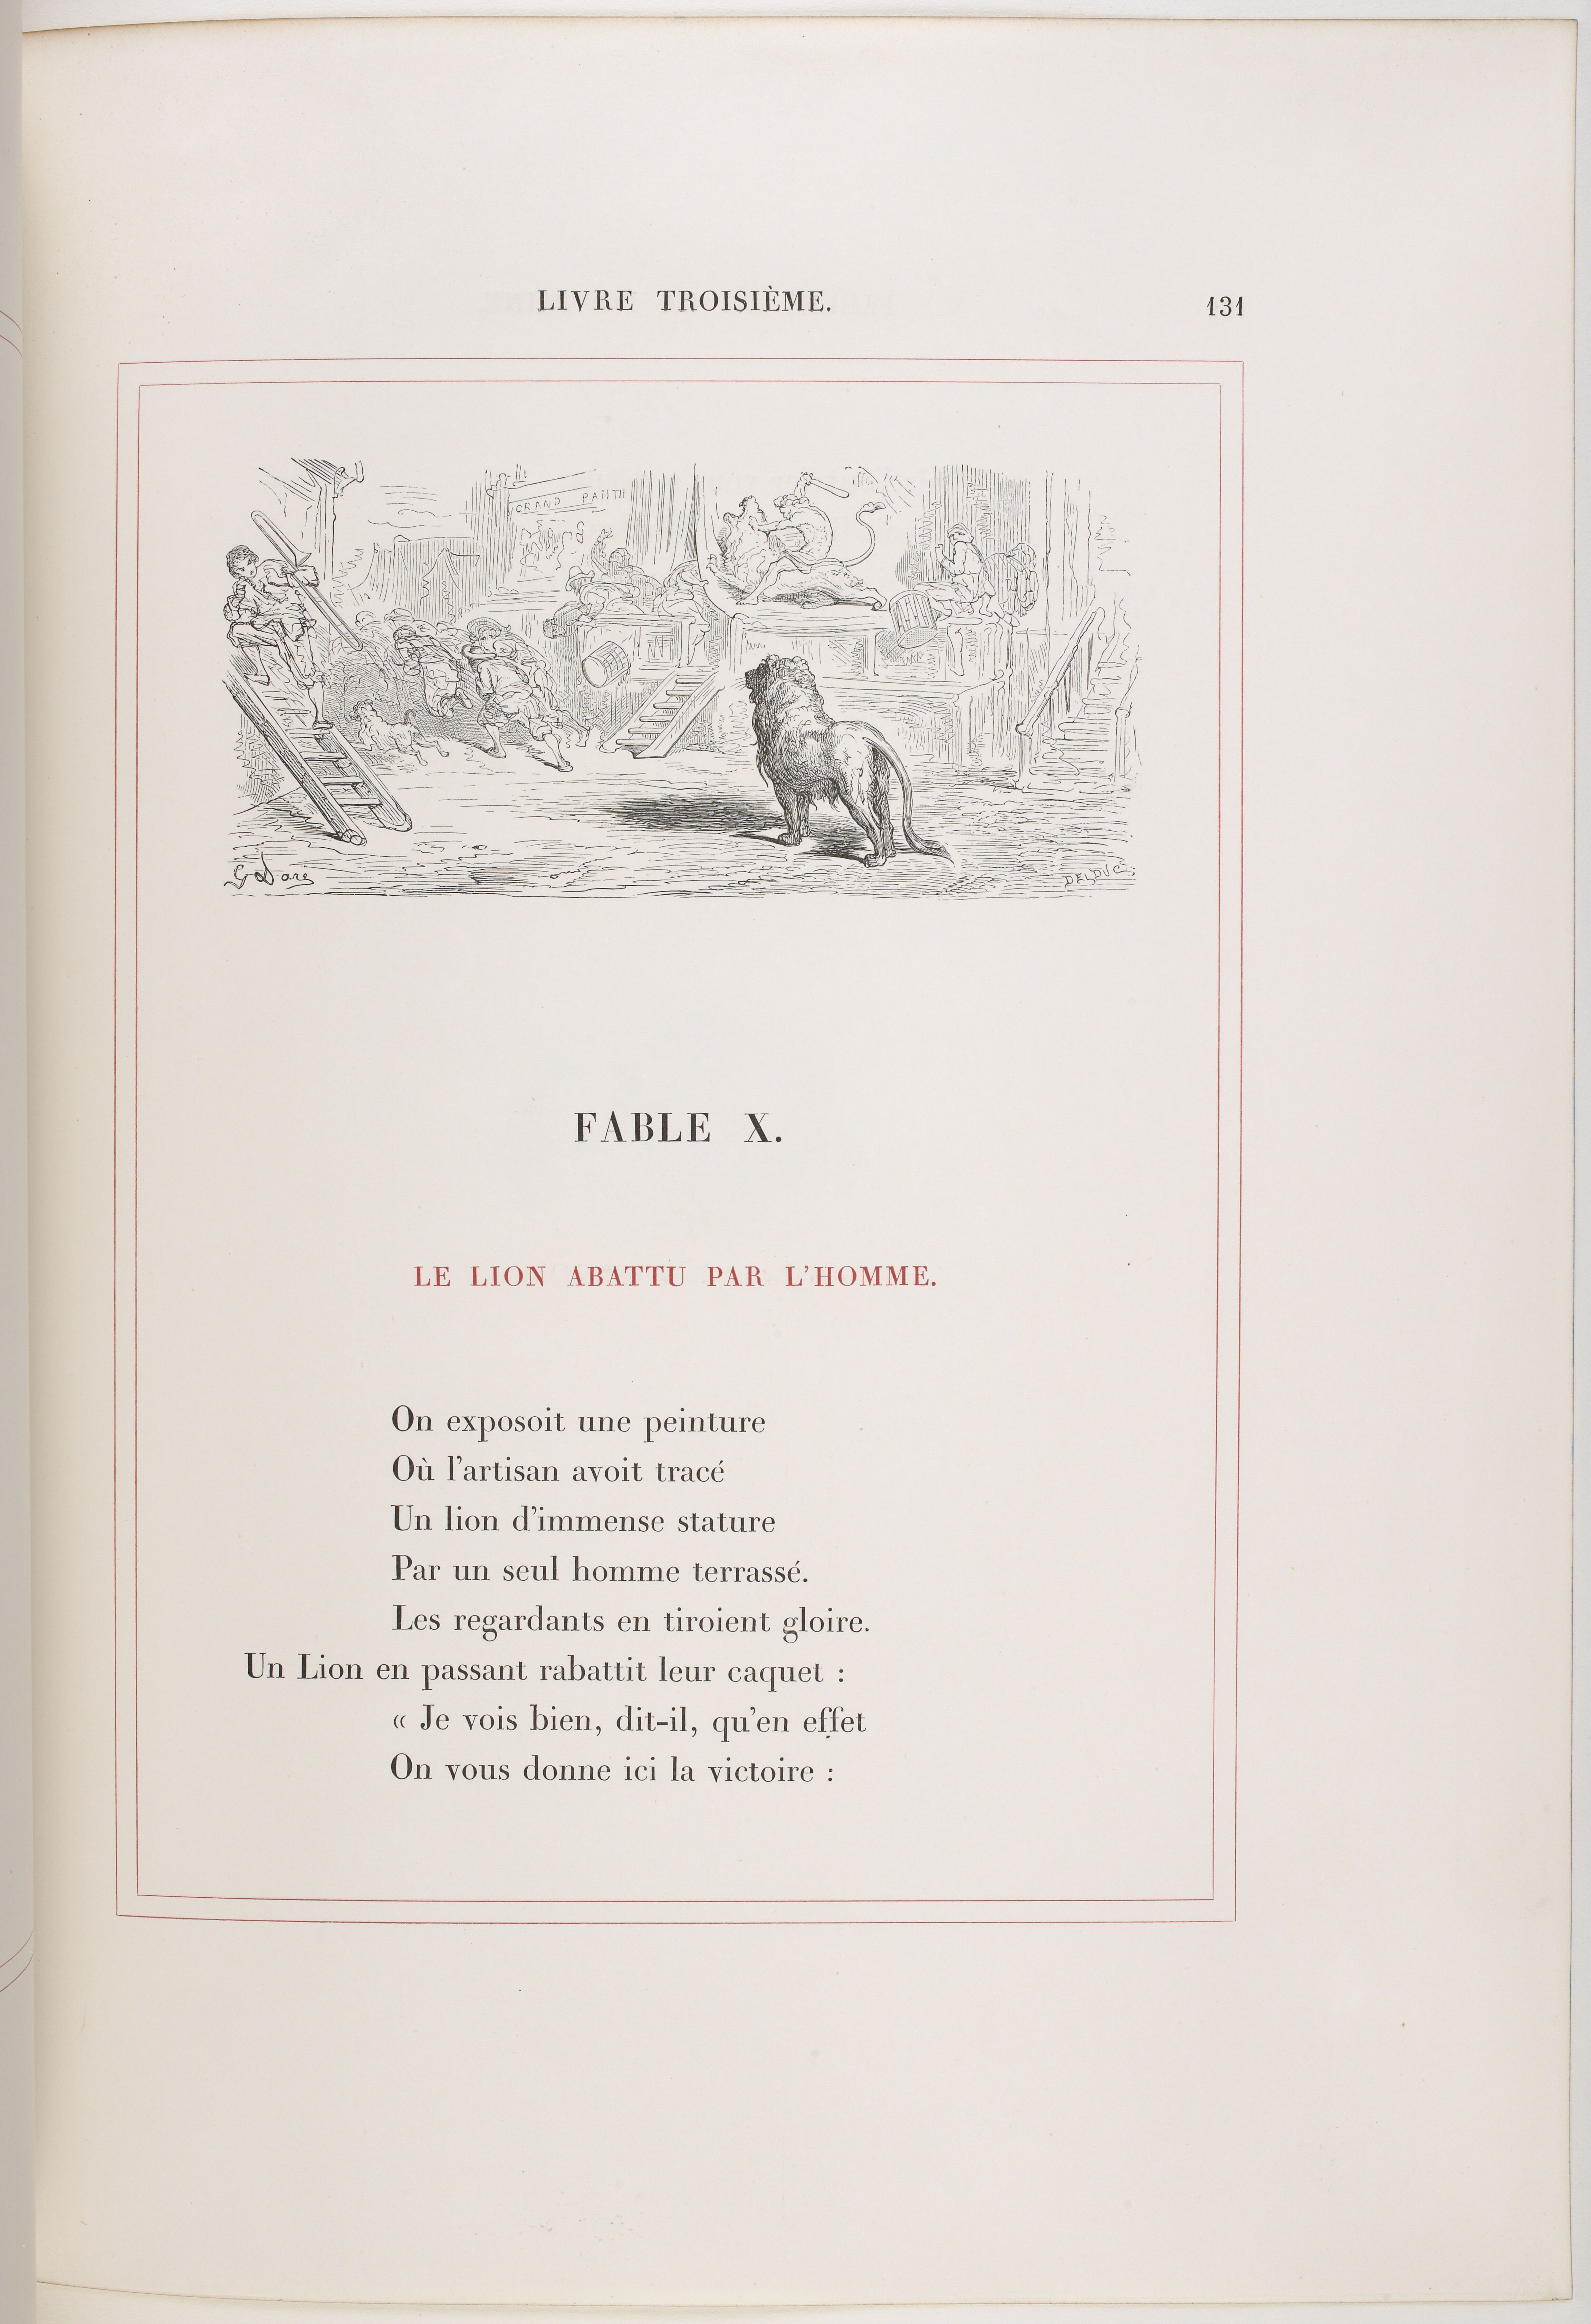 LIVRE TROISIÈME.
131
GRAND PANTH
G Doré
DELDUC
FABLE X.
LE LION ABATTU PAR L'HOMME.
On exposoit une peinture
Où l'artisan avoit tracé
Un lion d'immense stature
Par un seul homme terrassé.
Les regardants en tiroient gloire.
Un Lion en passant rabattit leur caquet :
« Je vois bien, dit-il, qu'en effet
On vous donne ici la victoire :